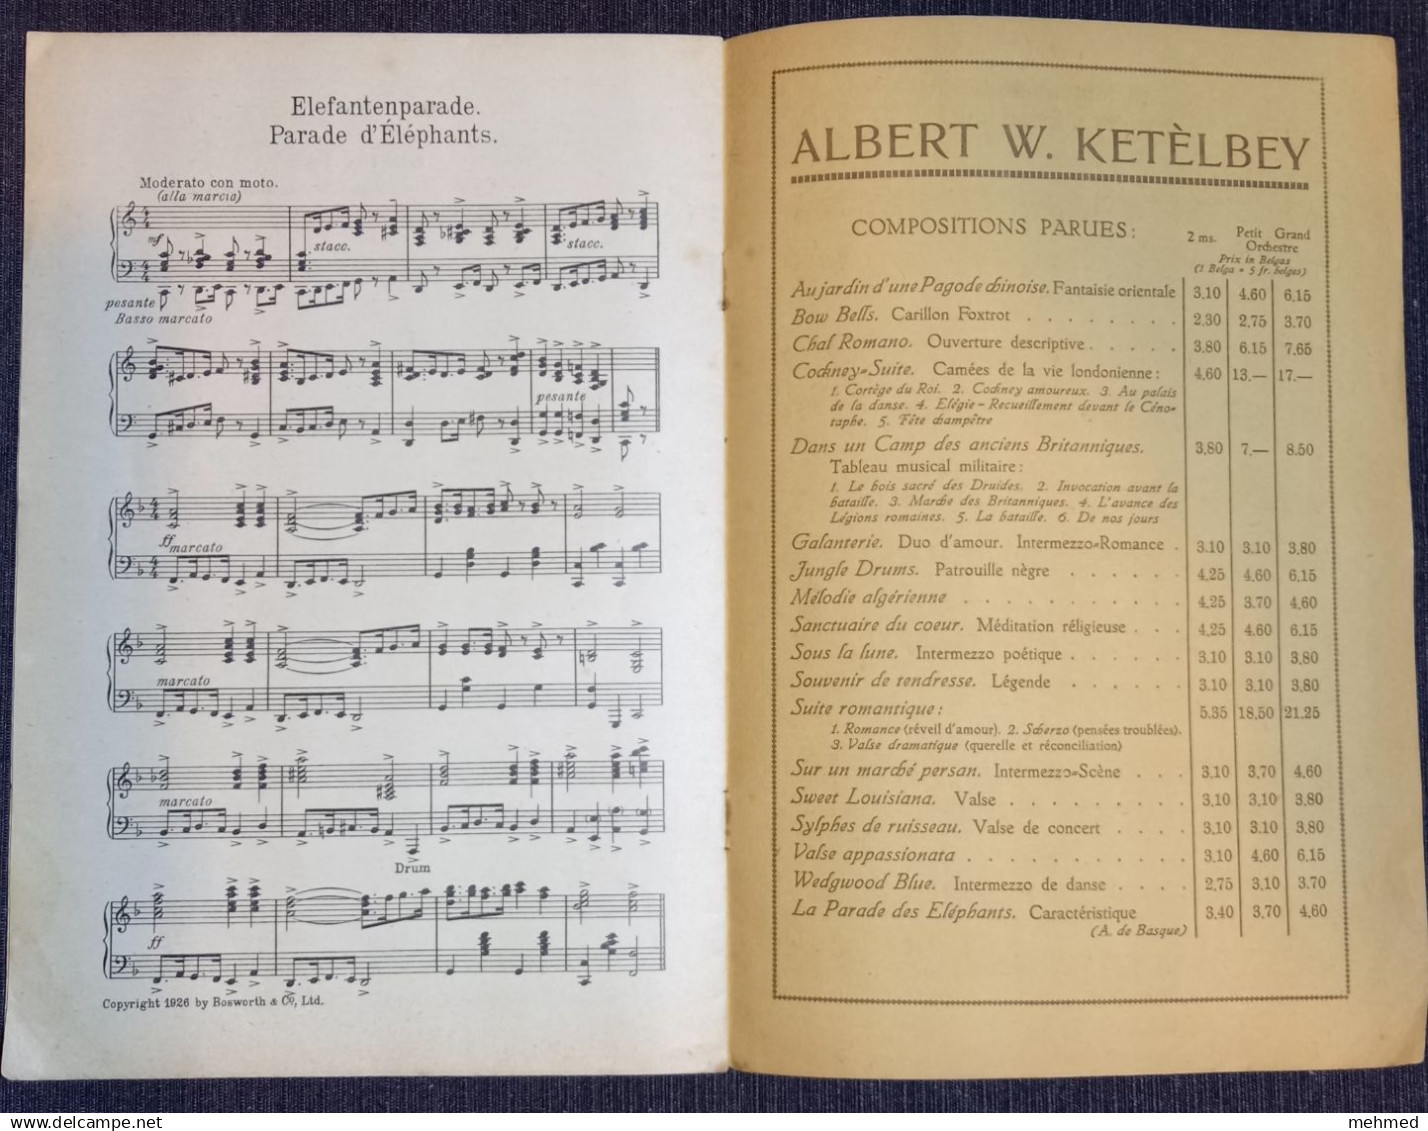 Elefantenparade.
Parade d'Éléphants.
Moderato con moto.
(alla marcia)
mf
stacc.
stacc.
pesante
Basso marcato
pesante
ff
marcato
marcato
marcato
Drum
ff
Copyright 1926 by Bosworth & Co, Ltd.
ALBERT W. KETÈLBEY
COMPOSITIONS PARUES:
2 ms. Petit Grand
Orchestre
Prix in Belgas
(1 Belga = 5 fr. belges)
Au jardin d'une Pagode chinoise. Fantaisie orientale 3.10 4.60 6.15
Bow Bells. Carillon Foxtrot . . . . . . . . 2.30 2.75 3.70
Chal Romano. Ouverture descriptive . . . . . 3.80 6.15 7.65
Cockney=Suite. Camées de la vie londonienne : 4.60 13.— 17.—
1. Cortège du Roi. 2. Cockney amoureux. 3. Au palais
de la danse. 4. Elégie – Recueillement devant le Céno-
taphe. 5. Fête champêtre
Dans un Camp des anciens Britanniques. 3.80 7.— 8.50
Tableau musical militaire :
1. Le bois sacré des Druides. 2. Invocation avant la
bataille. 3. Marche des Britanniques. 4. L'avance des
Légions romaines. 5. La bataille. 6. De nos jours
Galanterie. Duo d'amour. Intermezzo=Romance . 3.10 3.10 3.80
Jungle Drums. Patrouille nègre . . . . . . 4.25 4.60 6.15
Mélodie algérienne . . . . . . . . . . . 4.25 3.70 4.60
Sanctuaire du coeur. Méditation réligieuse . . . 4.25 4.60 6.15
Sous la lune. Intermezzo poétique . . . . . . 3.10 3.10 3.80
Souvenir de tendresse. Légende . . . . . . 3.10 3.10 3.80
Suite romantique : 5.35 18.50 21.25
1. Romance (réveil d'amour). 2. Scherzo (pensées troublées).
3. Valse dramatique (querelle et réconciliation)
Sur un marché persan. Intermezzo=Scène . . . 3.10 3.70 4.60
Sweet Louisiana. Valse . . . . . . . . . 3.10 3.10 3.80
Sylphes de ruisseau. Valse de concert . . . . 3.10 3.10 3.80
Valse appassionata . . . . . . . . . . . 3.10 4.60 6.15
Wedgwood Blue. Intermezzo de danse . . . . 2.75 3.10 3.70
La Parade des Eléphants. Caractéristique 3.40 3.70 4.60
(A. de Basque)
mehmed